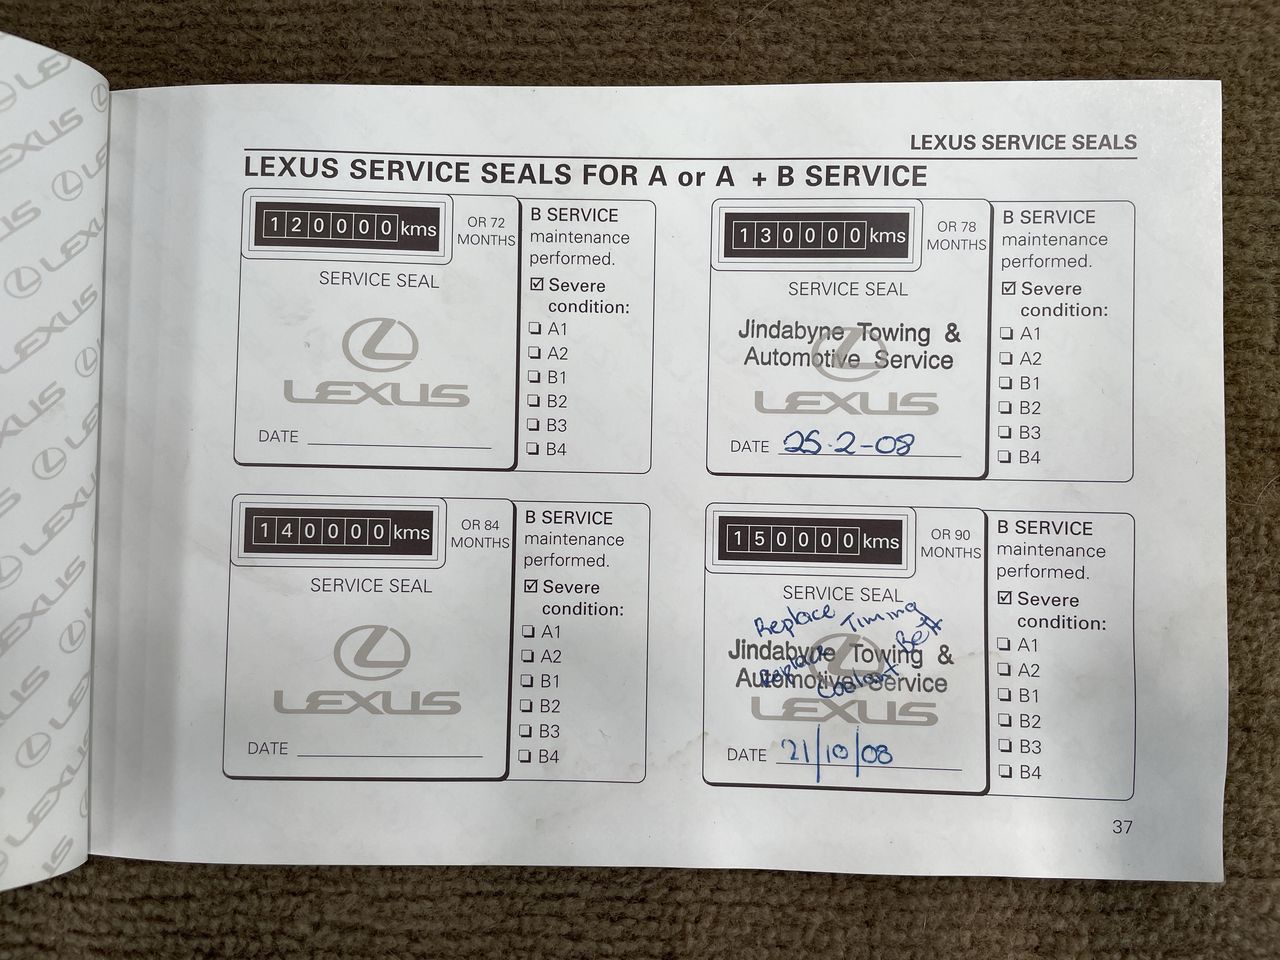 LEXUS SERVICE SEALS
LEXUS SERVICE SEALS FOR A or A + B SERVICE
120000 kms
OR 72
MONTHS
SERVICE SEAL
LEXUS
DATE
B SERVICE
maintenance
performed.
☑ Severe
condition:
❏ A1
❏ A2
❏ B1
❏ B2
❏ B3
❏ B4
130000 kms
OR 78
MONTHS
SERVICE SEAL
Jindabyne Towing &
Automotive Service
LEXUS
DATE 25-2-08
B SERVICE
maintenance
performed.
☑ Severe
condition:
❏ A1
❏ A2
❏ B1
❏ B2
❏ B3
❏ B4
140000 kms
OR 84
MONTHS
SERVICE SEAL
LEXUS
DATE
B SERVICE
maintenance
performed.
☑ Severe
condition:
❏ A1
❏ A2
❏ B1
❏ B2
❏ B3
❏ B4
150000 kms
OR 90
MONTHS
SERVICE SEAL
Replace Timing Belt
Jindabyne Towing &
Replace Coolant
Automotive Service
LEXUS
DATE 21/10/08
B SERVICE
maintenance
performed.
☑ Severe
condition:
❏ A1
❏ A2
❏ B1
❏ B2
❏ B3
❏ B4
37